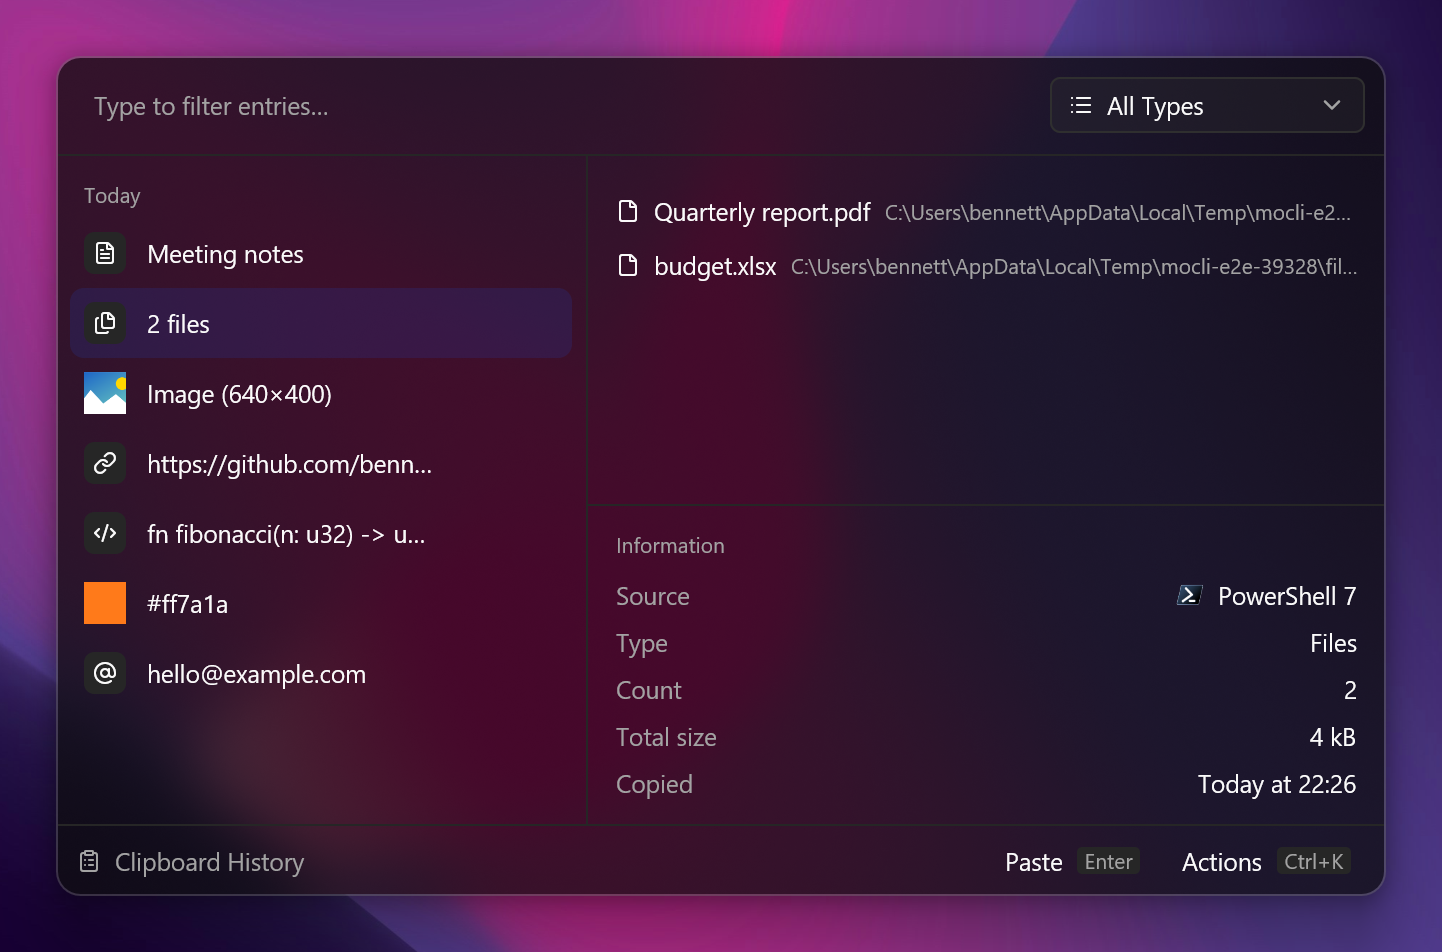 Type to filter entries...
All Types
Today
Meeting notes
2 files
Image (640×400)
https://github.com/benn...
fn fibonacci(n: u32) -> u...
#ff7a1a
hello@example.com
Quarterly report.pdf C:\Users\bennett\AppData\Local\Temp\mocli-e2...
budget.xlsx C:\Users\bennett\AppData\Local\Temp\mocli-e2e-39328\fil...
Information
Source PowerShell 7
Type Files
Count 2
Total size 4 kB
Copied Today at 22:26
Clipboard History
Paste Enter Actions Ctrl+K